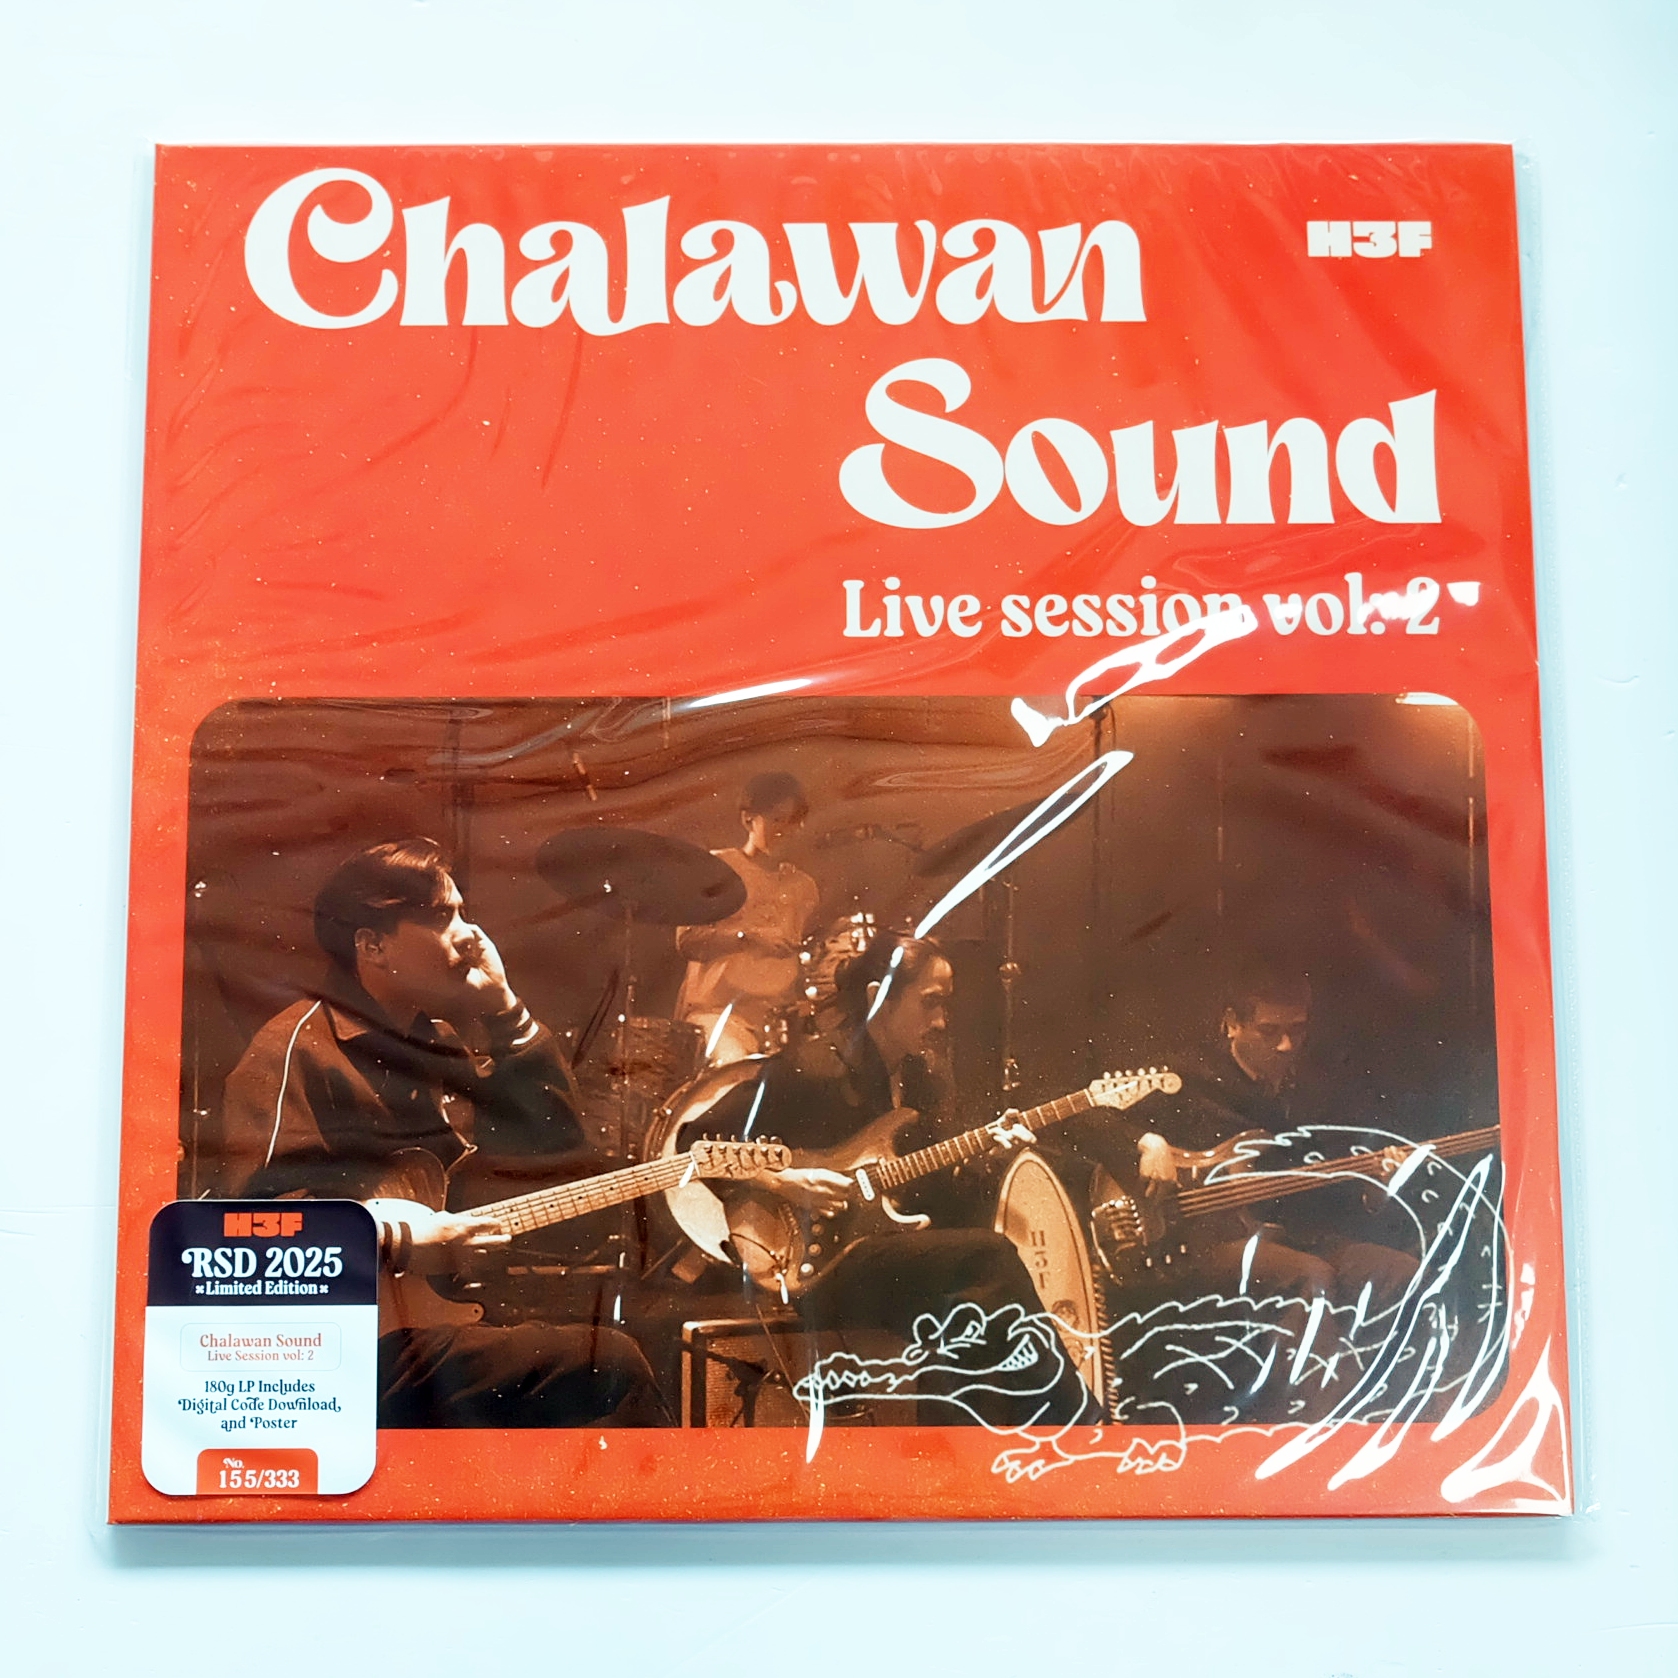 Chalawan
H3F
Sound
Live session vol: 2
H3F
H3F
RSD 2025
*Limited Edition*
Chalawan Sound
Live Session vol: 2
180g LP Includes
Digital Code Download,
and Poster
No.
155/333